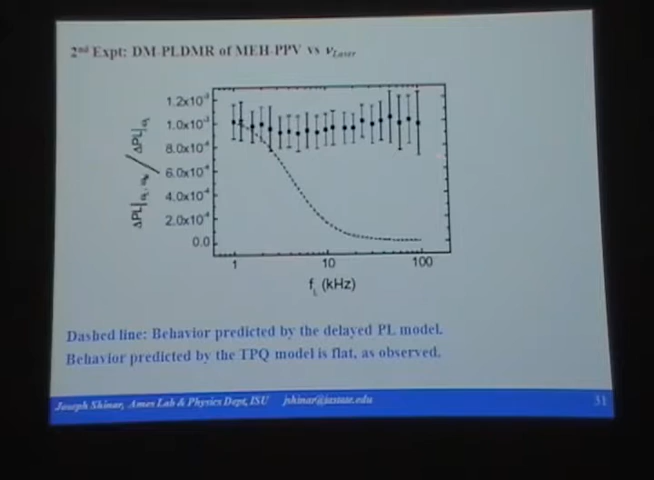 2nd Expt: DM-PLDMR of MEH-PPV vs νLaser
1.2x10-3
1.0x10-3
8.0x10-4
6.0x10-4
4.0x10-4
2.0x10-4
0.0
1 10 100
fL (kHz)
Dashed line: Behavior predicted by the delayed PL model.
Behavior predicted by the TPQ model is flat, as observed.
Joseph Shinar, Ames Lab & Physics Dept, ISU jshinar@iastate.edu 31